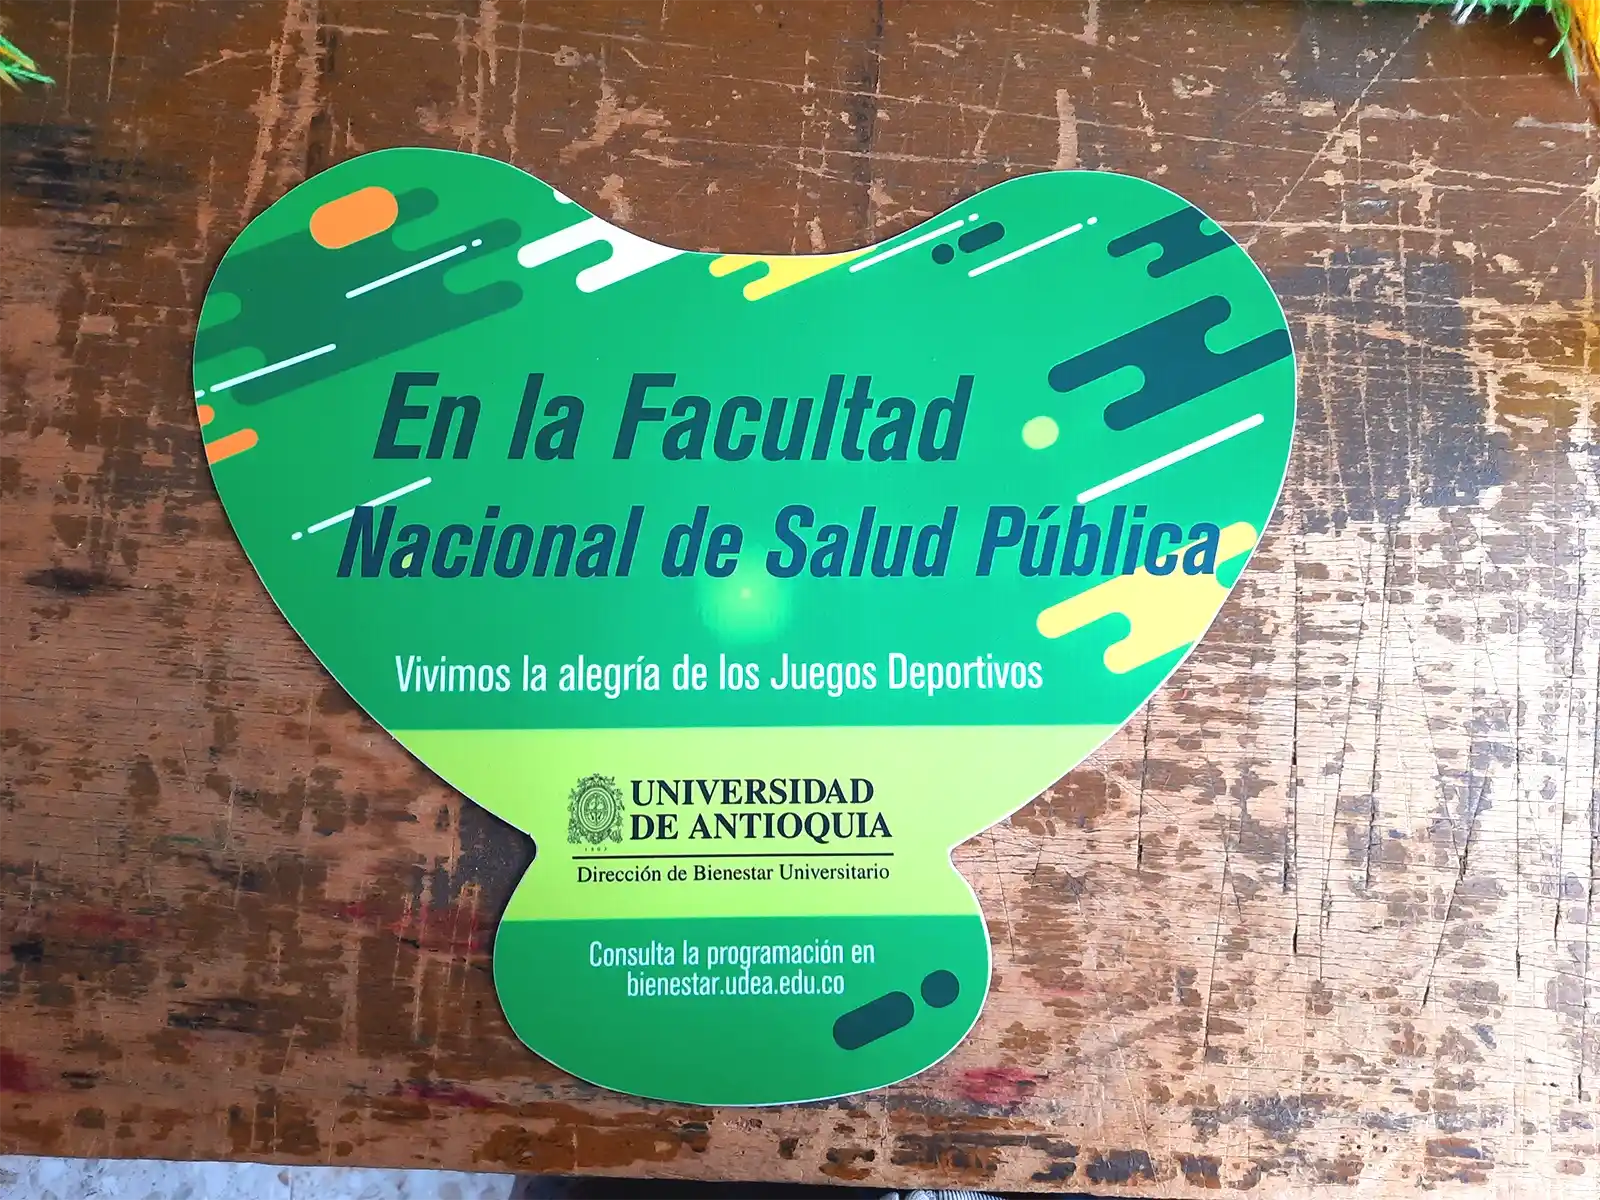 En la Facultad
Nacional de Salud Pública
Vivimos la alegría de los Juegos Deportivos
UNIVERSIDAD
DE ANTIOQUIA
1803
Dirección de Bienestar Universitario
Consulta la programación en
bienestar.udea.edu.co